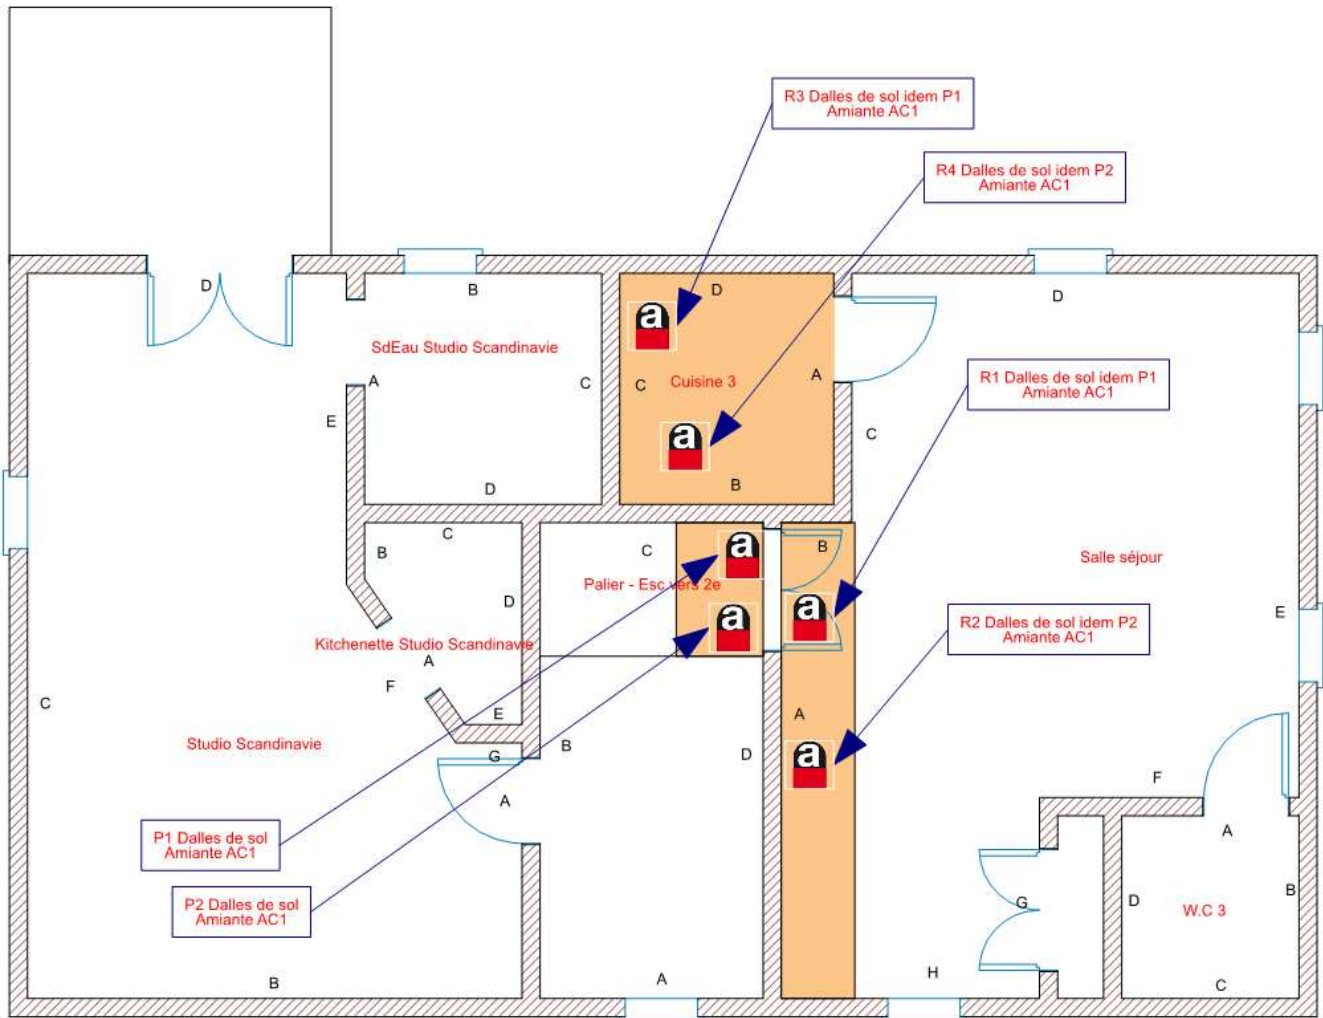 R3 Dalles de sol idem P1
Amiante AC1
R4 Dalles de sol idem P2
Amiante AC1
D
B
D
D
a
SdEau Studio Scandinavie
A
C
C
Cuisine 3
A
R1 Dalles de sol idem P1
Amiante AC1
E
C
a
D
B
C
B
C
a
B
Salle séjour
Palier - Esc vers 2e
D
a
a
R2 Dalles de sol idem P2
Amiante AC1
E
Kitchenette Studio Scandinavie
A
F
C
E
A
Studio Scandinavie
B
D
a
G
F
A
P1 Dalles de sol
Amiante AC1
A
P2 Dalles de sol
Amiante AC1
G
D
W.C 3
B
B
A
H
C